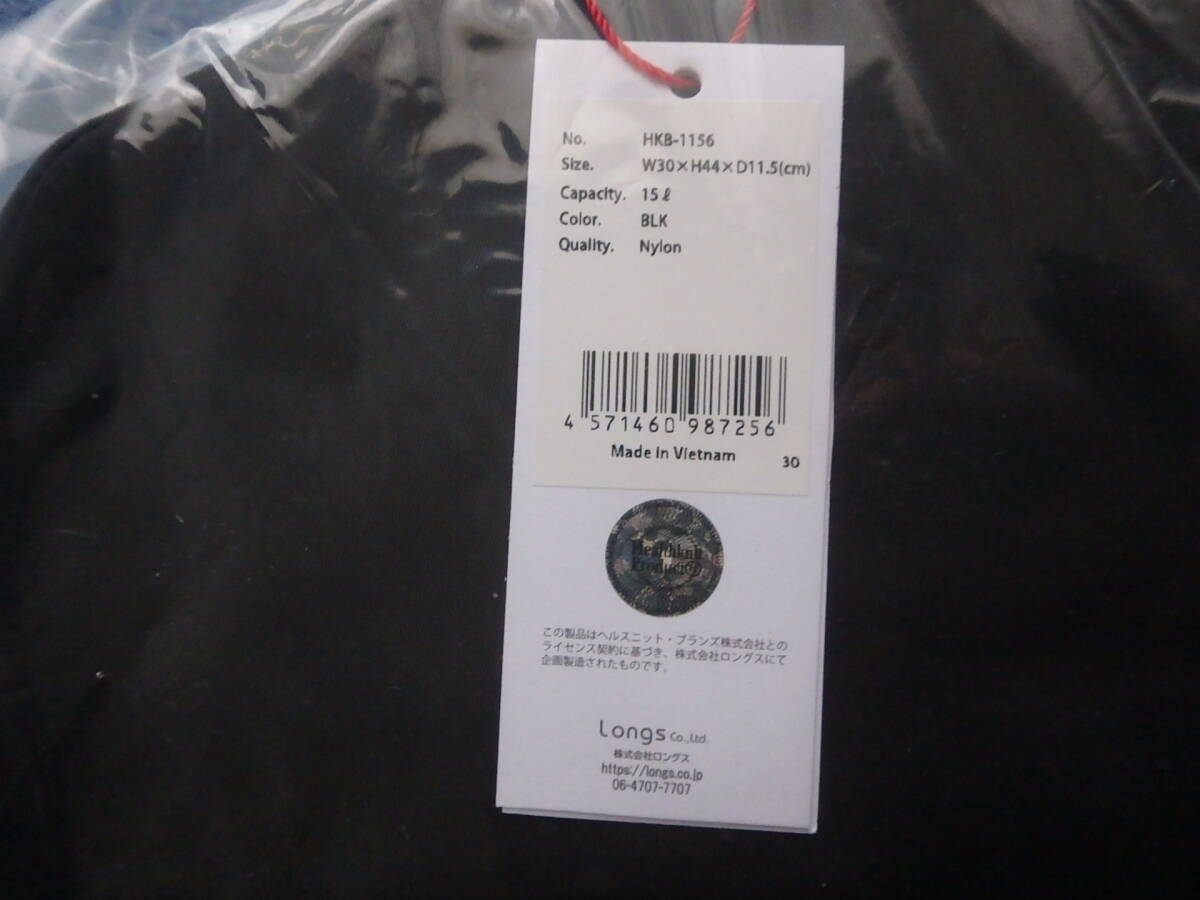 No. HKB-1156
Size. W30×H44×D11.5(cm)
Capacity. 15ℓ
Color. BLK
Quality. Nylon
4 571460 987256
Made in Vietnam
30
Healthknit
Product
この製品はヘルスニット・ブランズ株式会社との
ライセンス契約に基づき、株式会社ロングスにて
企画製造されたものです。
Longs Co.,Ltd.
株式会社ロングス
https://longs.co.jp
06-4707-7707